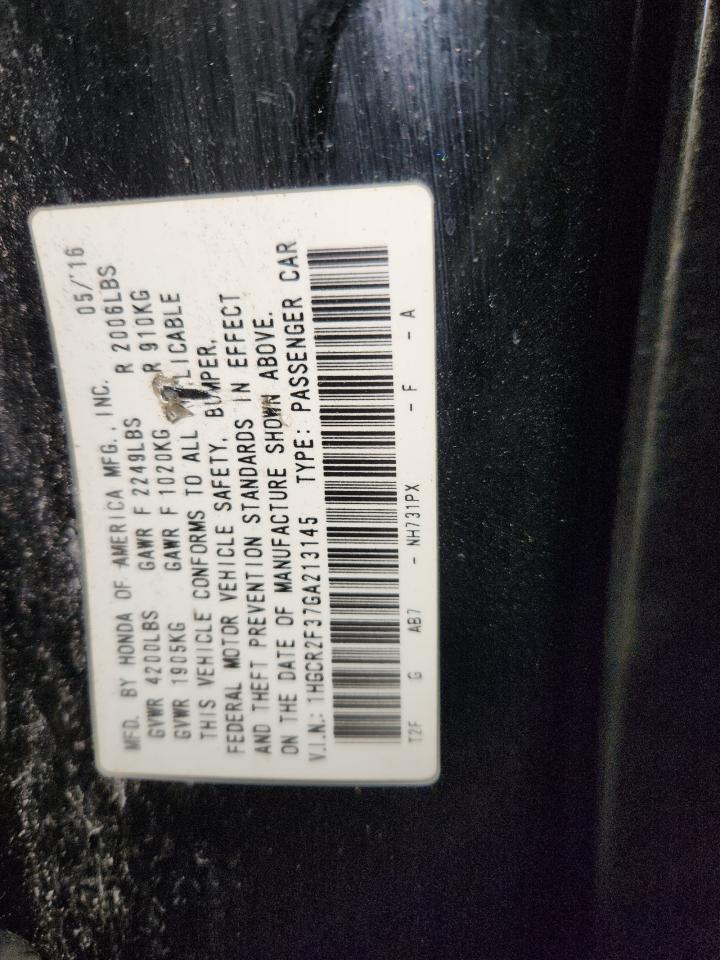 MFD. BY HONDA OF AMERICA MFG., INC. 05/'16
GVWR 4200LBS GAWR F 2249LBS R 2006LBS
GVWR 1905KG GAWR F 1020KG R 910KG
THIS VEHICLE CONFORMS TO ALL LICABLE
FEDERAL MOTOR VEHICLE SAFETY, BUMPER,
AND THEFT PREVENTION STANDARDS IN EFFECT
ON THE DATE OF MANUFACTURE SHOWN ABOVE.
V.I.N.: 1HGCR2F37GA213145 TYPE: PASSENGER CAR
T2F G AB7 - NH731PX - F - A